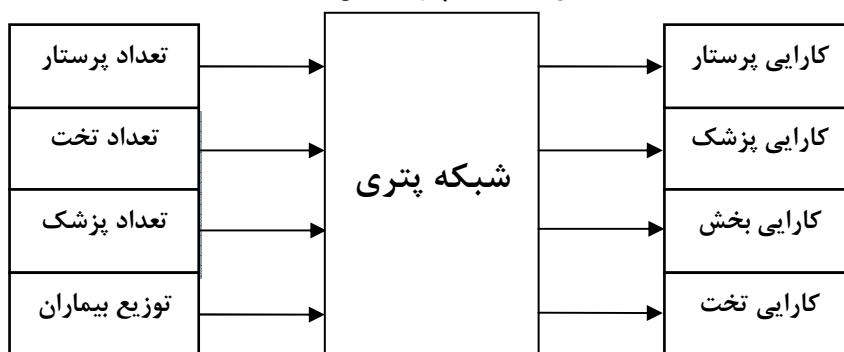 تعداد پرستار
تعداد تخت
تعداد پزشک
توزیع بیماران
شبکه پتری
کارایی پرستار
کارایی پزشک
کارایی بخش
کارایی تخت